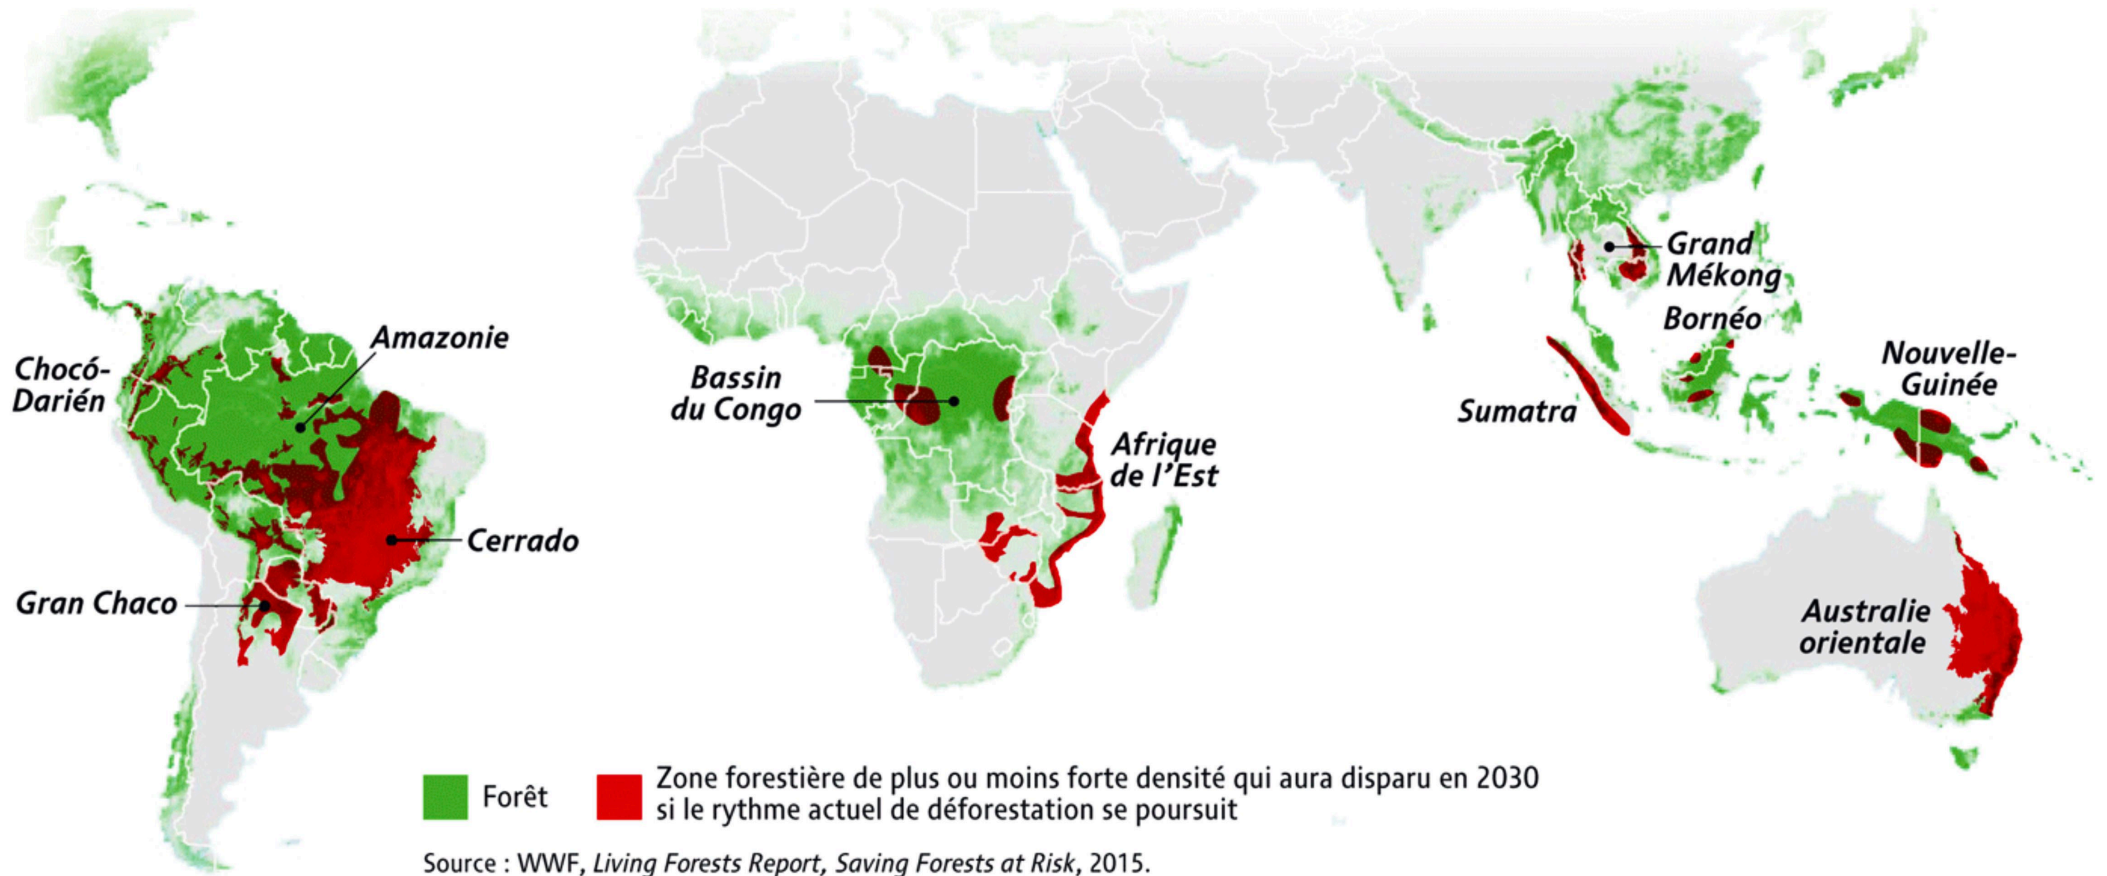 Chocó-
Darién
Amazonie
Cerrado
Gran Chaco
Bassin
du Congo
Afrique
de l’Est
Grand
Mékong
Bornéo
Sumatra
Nouvelle-
Guinée
Australie
orientale
Forêt
Zone forestière de plus ou moins forte densité qui aura disparu en 2030
si le rythme actuel de déforestation se poursuit
Source : WWF, Living Forests Report, Saving Forests at Risk, 2015.